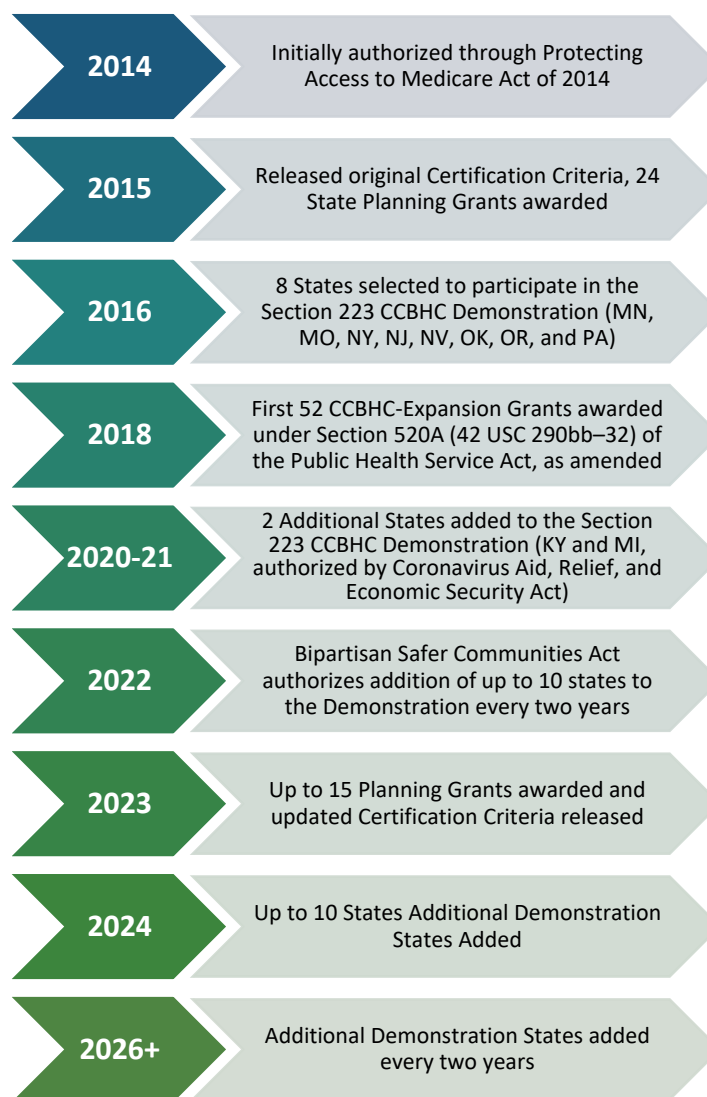 2014
Initially authorized through Protecting
Access to Medicare Act of 2014
2015
Released original Certification Criteria, 24
State Planning Grants awarded
2016
8 States selected to participate in the
Section 223 CCBHC Demonstration (MN,
MO, NY, NJ, NV, OK, OR, and PA)
2018
First 52 CCBHC-Expansion Grants awarded
under Section 520A (42 USC 290bb–32) of
the Public Health Service Act, as amended
2020-21
2 Additional States added to the Section
223 CCBHC Demonstration (KY and MI,
authorized by Coronavirus Aid, Relief, and
Economic Security Act)
2022
Bipartisan Safer Communities Act
authorizes addition of up to 10 states to
the Demonstration every two years
2023
Up to 15 Planning Grants awarded and
updated Certification Criteria released
2024
Up to 10 States Additional Demonstration
States Added
2026+
Additional Demonstration States added
every two years